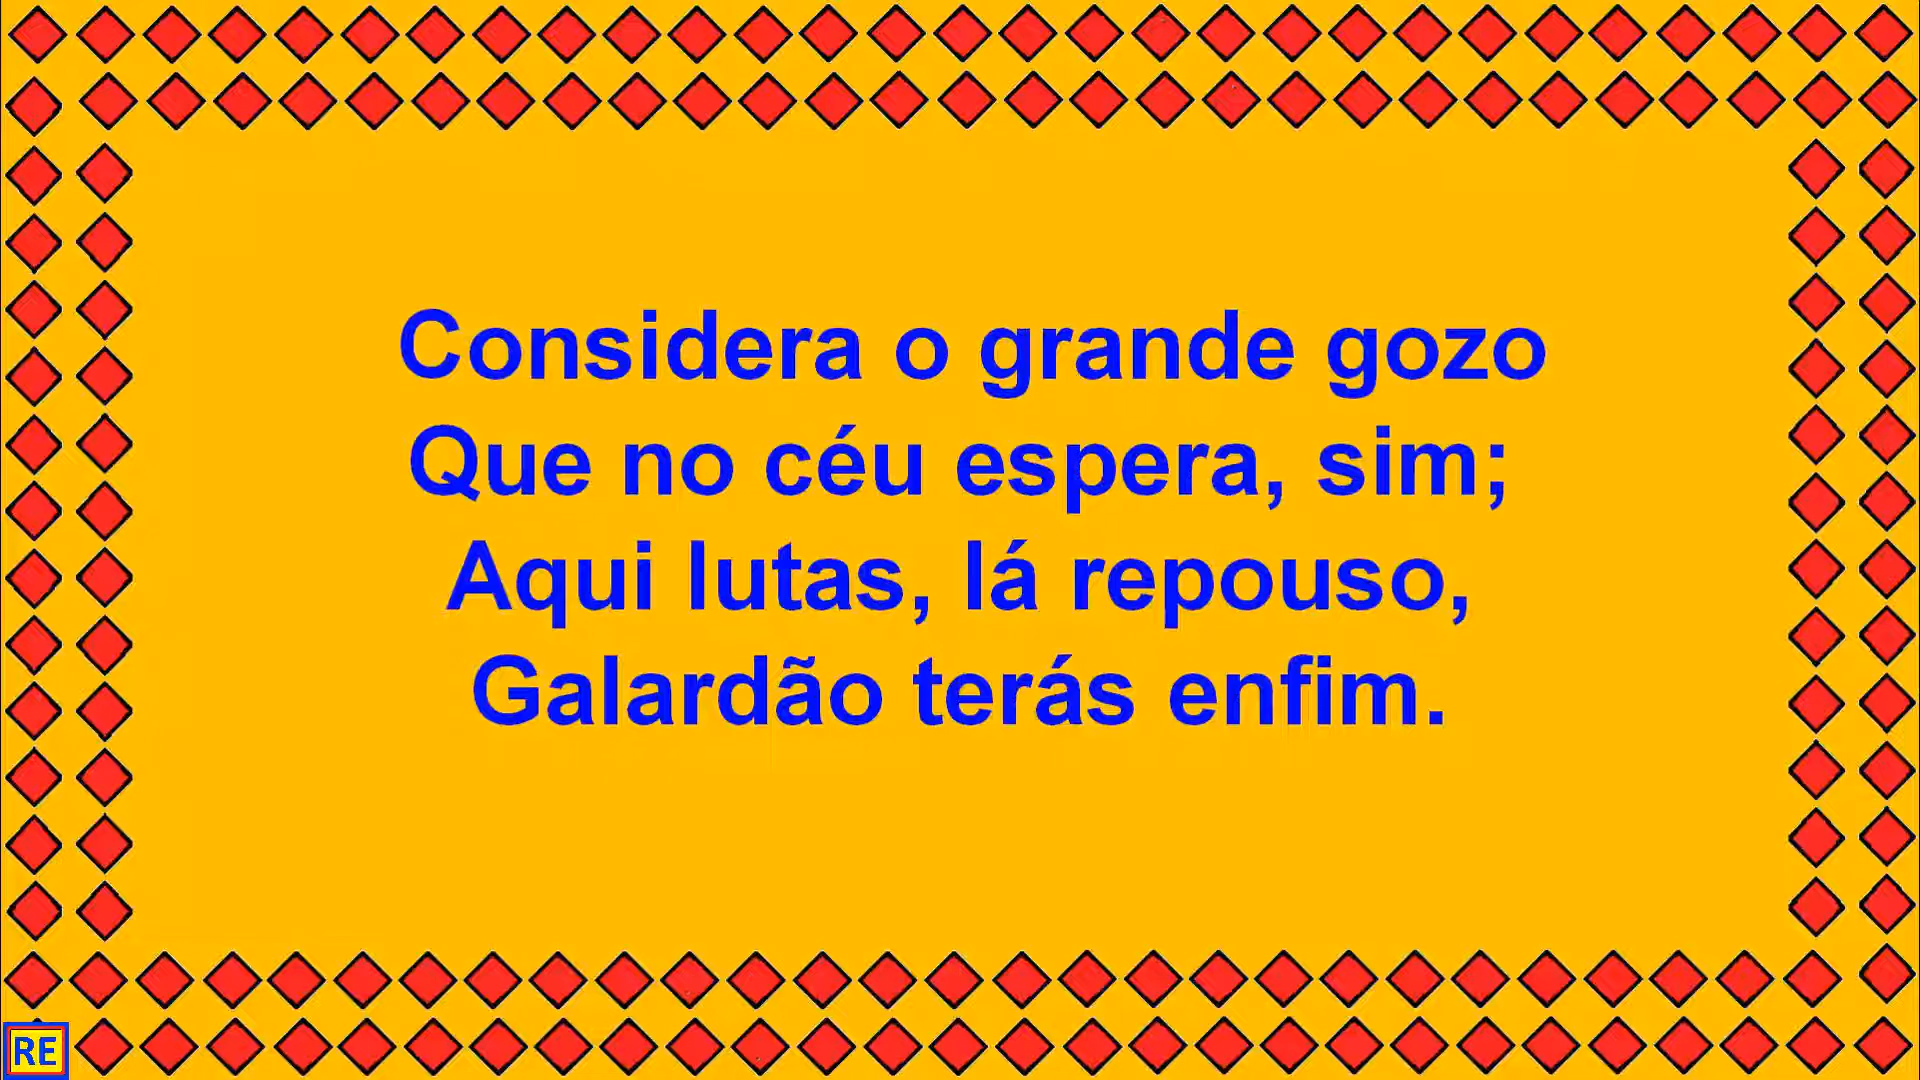 Considera o grande gozo
Que no céu espera, sim;
Aqui lutas, lá repouso,
Galardão terás enfim.
RE